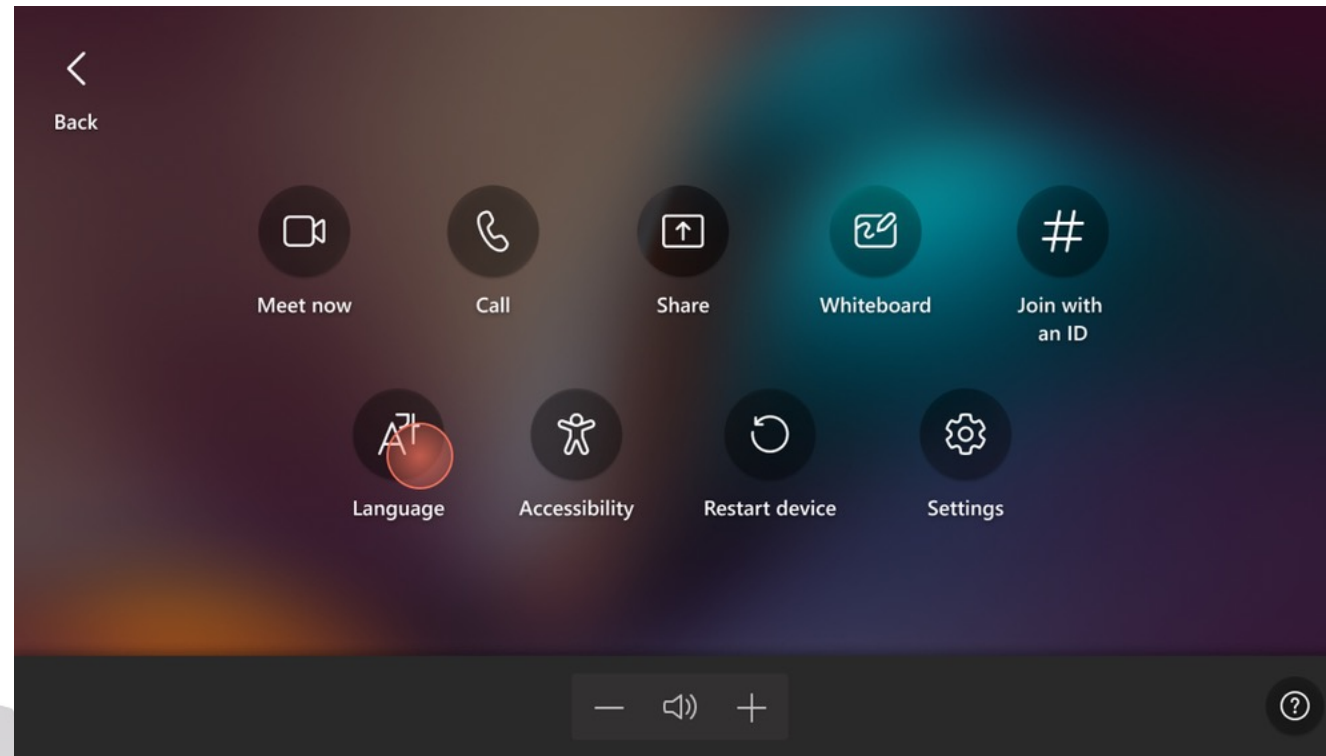 Back
Meet now
Call
Share
Whiteboard
Join with
an ID
Language
Accessibility
Restart device
Settings